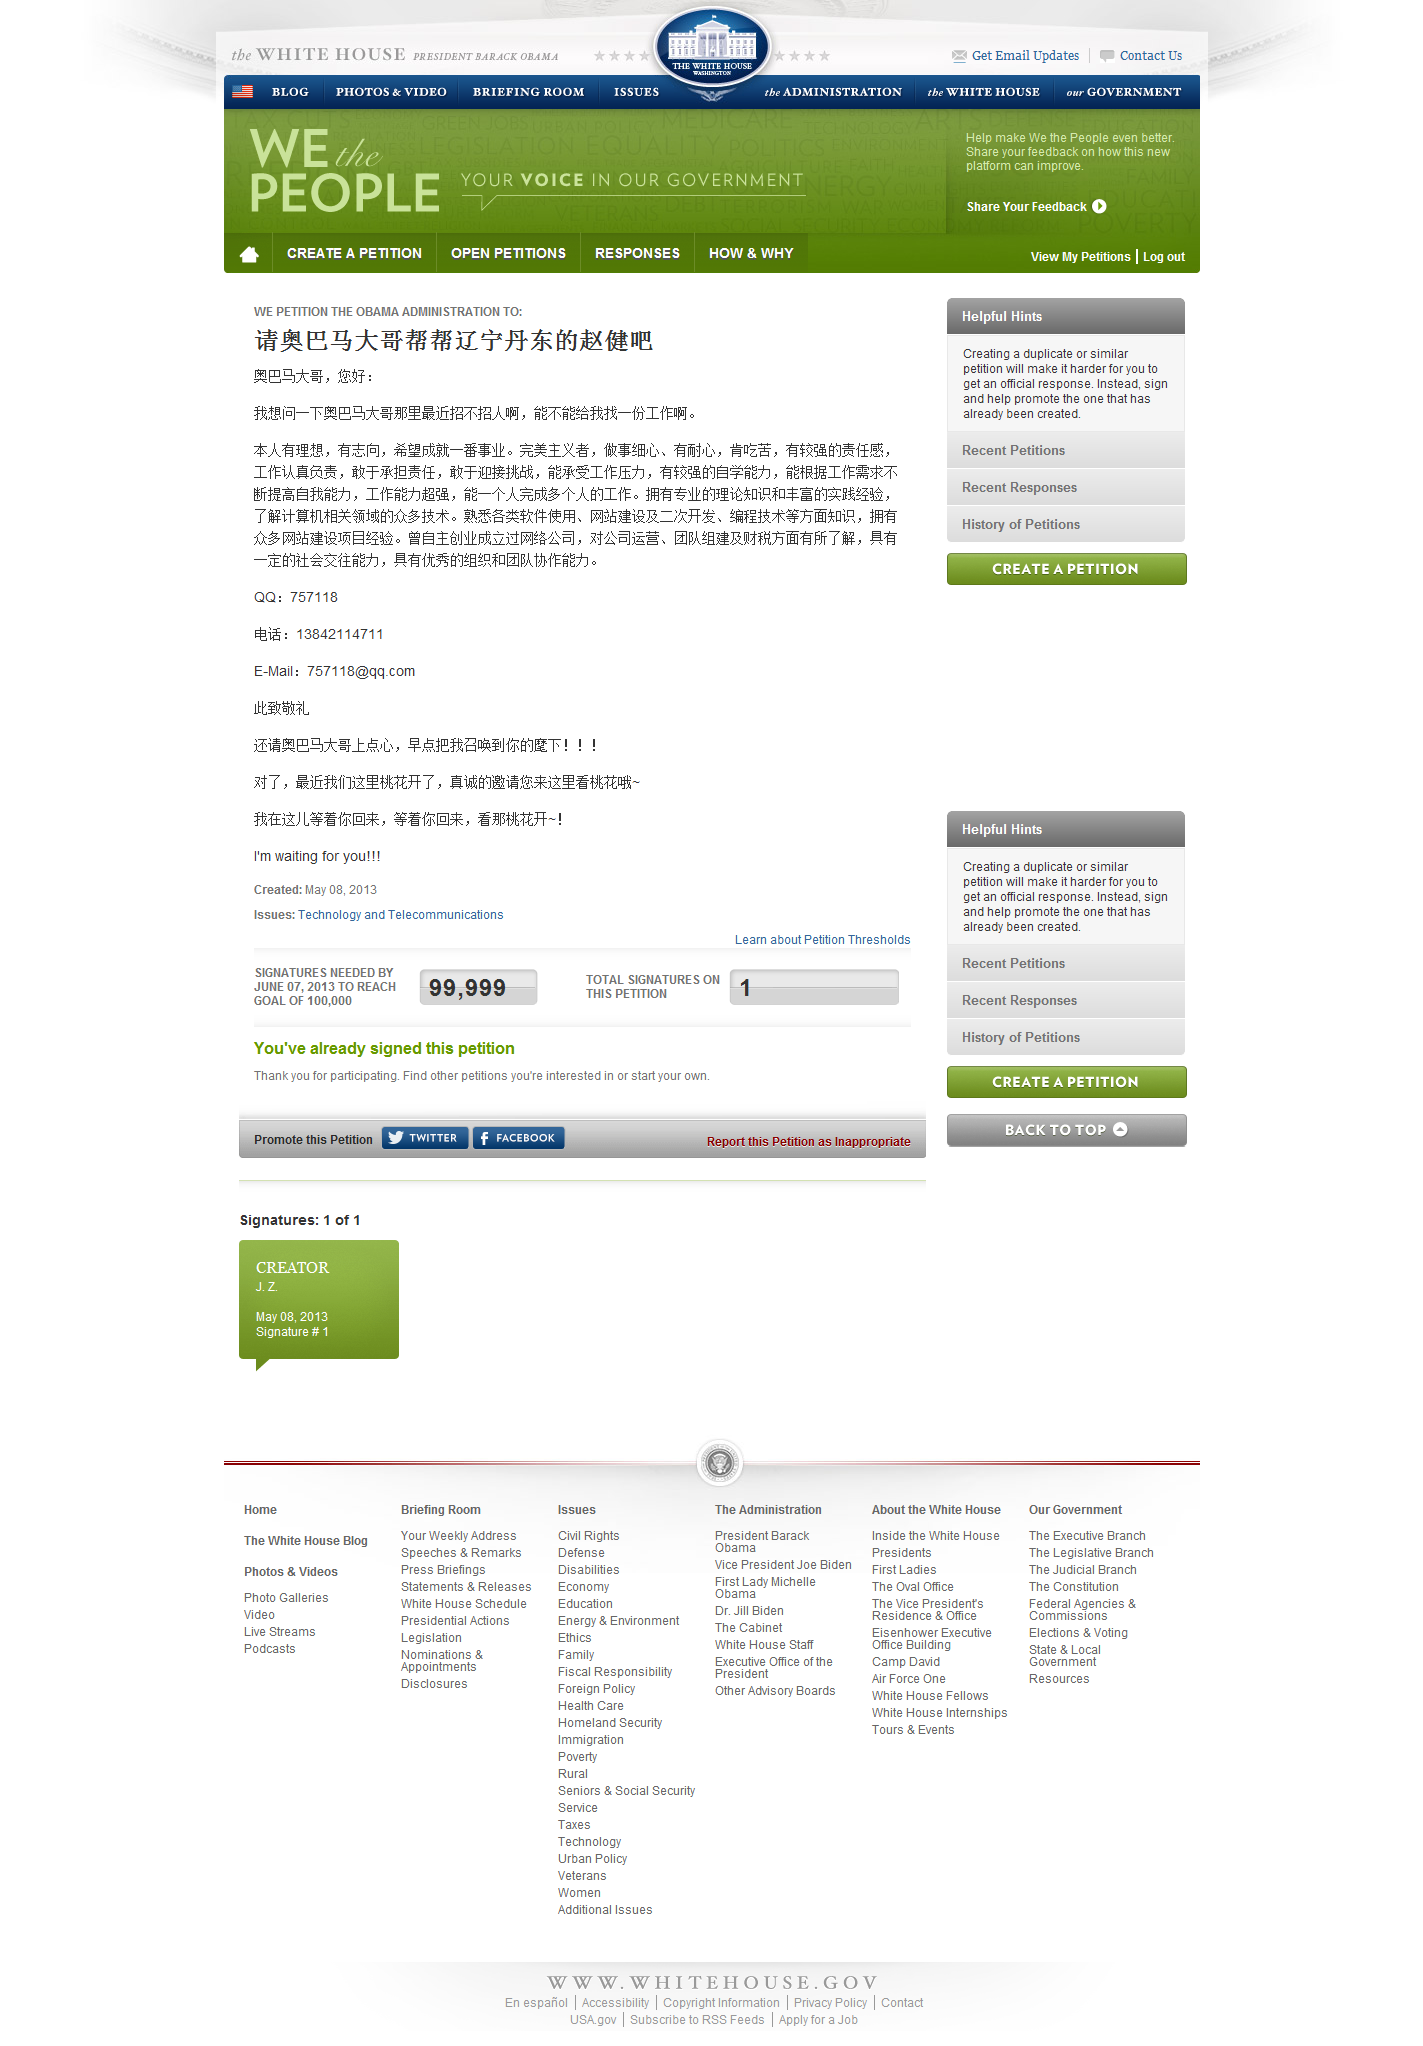 the WHITE HOUSE PRESIDENT BARACK OBAMA
THE WHITE HOUSE
WASHINGTON
Get Email Updates
Contact Us
BLOG
PHOTOS & VIDEO
BRIEFING ROOM
ISSUES
the ADMINISTRATION
the WHITE HOUSE
our GOVERNMENT
WE the
PEOPLE
YOUR VOICE IN OUR GOVERNMENT
Help make We the People even better.
Share your feedback on how this new
platform can improve.
Share Your Feedback
CREATE A PETITION
OPEN PETITIONS
RESPONSES
HOW & WHY
View My Petitions
Log out
WE PETITION THE OBAMA ADMINISTRATION TO:
请奥巴马大哥帮帮辽宁丹东的赵健吧
奥巴马大哥，您好：
我想问一下奥巴马大哥那里最近招不招人啊，能不能给我找一份工作啊。
本人有理想，有志向，希望成就一番事业。完美主义者，做事细心、有耐心，肯吃苦，有较强的责任感，
工作认真负责，敢于承担责任，敢于迎接挑战，能承受工作压力，有较强的自学能力，能根据工作需求不
断提高自我能力，工作能力超强，能一个人完成多个人的工作。拥有专业的理论知识和丰富的实践经验，
了解计算机相关领域的众多技术。熟悉各类软件使用、网站建设及二次开发、编程技术等方面知识，拥有
众多网站建设项目经验。曾自主创业成立过网络公司，对公司运营、团队组建及财税方面有所了解，具有
一定的社会交往能力，具有优秀的组织和团队协作能力。
QQ：757118
电话：13842114711
E-Mail：757118@qq.com
此致敬礼
还请奥巴马大哥上点心，早点把我召唤到你的麾下！！！
对了，最近我们这里桃花开了，真诚的邀请您来这里看桃花哦~
我在这儿等着你回来，等着你回来，看那桃花开~！
I'm waiting for you!!!
Created: May 08, 2013
Issues: Technology and Telecommunications
Learn about Petition Thresholds
SIGNATURES NEEDED BY
JUNE 07, 2013 TO REACH
GOAL OF 100,000
99,999
TOTAL SIGNATURES ON
THIS PETITION
1
You've already signed this petition
Thank you for participating. Find other petitions you're interested in or start your own.
Promote this Petition
TWITTER
FACEBOOK
Report this Petition as Inappropriate
Signatures: 1 of 1
CREATOR
J. Z.
May 08, 2013
Signature # 1
Helpful Hints
Creating a duplicate or similar
petition will make it harder for you to
get an official response. Instead, sign
and help promote the one that has
already been created.
Recent Petitions
Recent Responses
History of Petitions
CREATE A PETITION
Helpful Hints
Creating a duplicate or similar
petition will make it harder for you to
get an official response. Instead, sign
and help promote the one that has
already been created.
Recent Petitions
Recent Responses
History of Petitions
CREATE A PETITION
BACK TO TOP
Home
The White House Blog
Photos & Videos
Photo Galleries
Video
Live Streams
Podcasts
Briefing Room
Your Weekly Address
Speeches & Remarks
Press Briefings
Statements & Releases
White House Schedule
Presidential Actions
Legislation
Nominations &
Appointments
Disclosures
Issues
Civil Rights
Defense
Disabilities
Economy
Education
Energy & Environment
Ethics
Family
Fiscal Responsibility
Foreign Policy
Health Care
Homeland Security
Immigration
Poverty
Rural
Seniors & Social Security
Service
Taxes
Technology
Urban Policy
Veterans
Women
Additional Issues
The Administration
President Barack
Obama
Vice President Joe Biden
First Lady Michelle
Obama
Dr. Jill Biden
The Cabinet
White House Staff
Executive Office of the
President
Other Advisory Boards
About the White House
Inside the White House
Presidents
First Ladies
The Oval Office
The Vice President's
Residence & Office
Eisenhower Executive
Office Building
Camp David
Air Force One
White House Fellows
White House Internships
Tours & Events
Our Government
The Executive Branch
The Legislative Branch
The Judicial Branch
The Constitution
Federal Agencies &
Commissions
Elections & Voting
State & Local
Government
Resources
WWW.WHITEHOUSE.GOV
En español
Accessibility
Copyright Information
Privacy Policy
Contact
USA.gov
Subscribe to RSS Feeds
Apply for a Job